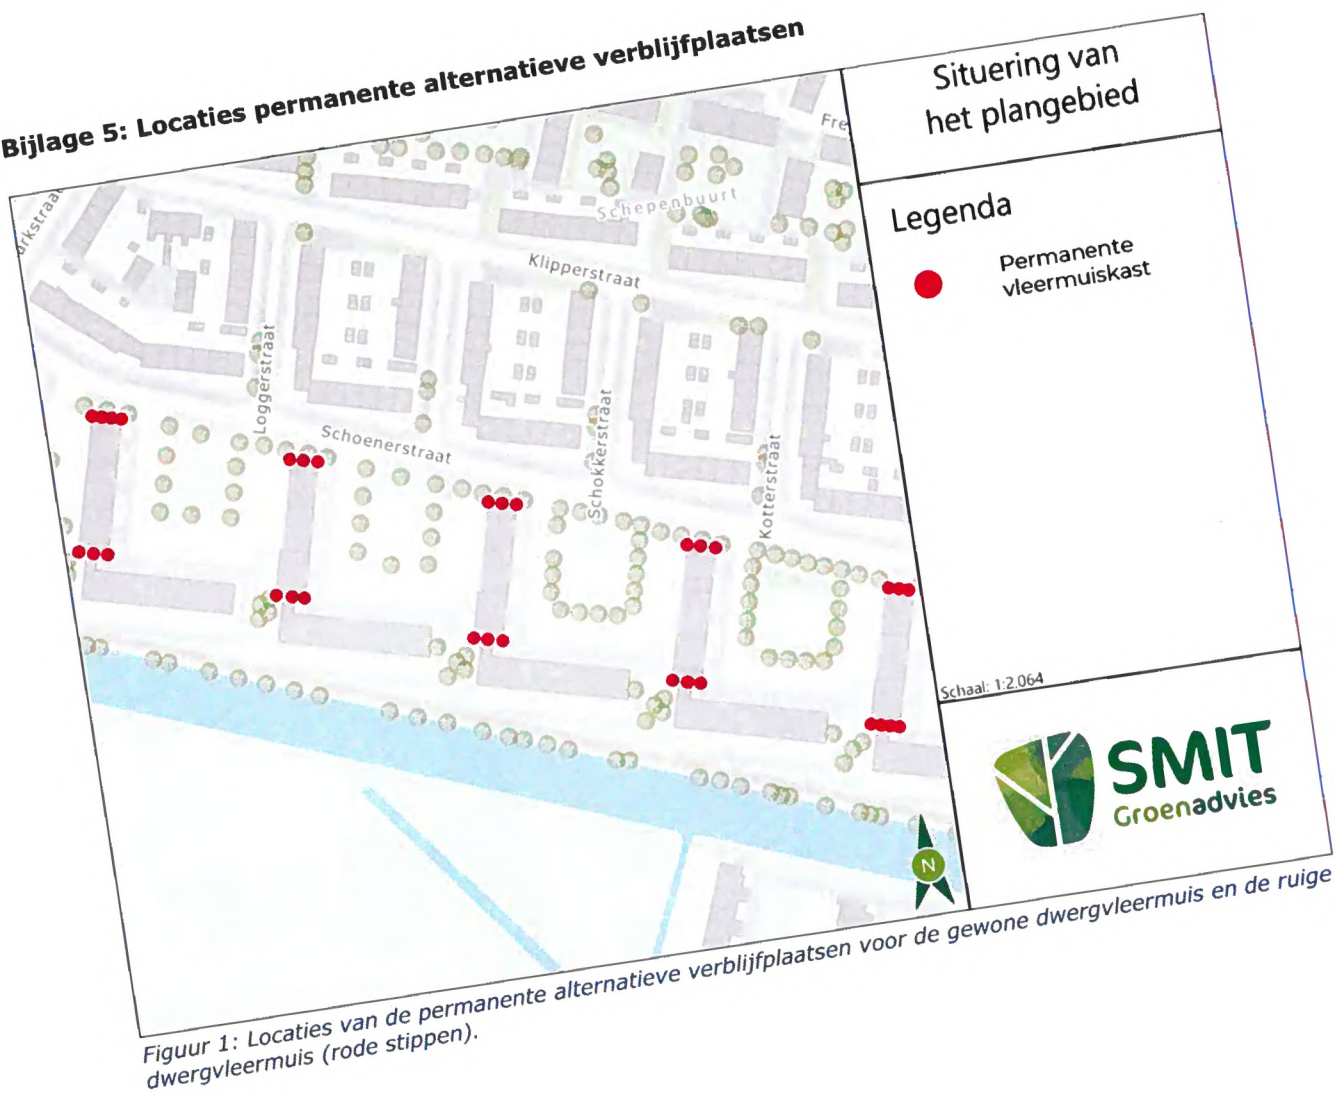 Bijlage 5: Locaties permanente alternatieve verblijfplaatsen
Situering van
het plangebied
Legenda
Permanente
vleermuiskast
Fre
Schepenbuurt
Klipperstraat
Loggerstraat
Schoenerstraat
Schokkerstraat
Kotterstraat
Schaal: 1:2.064
SMIT
Groenadvies
N
Figuur 1: Locaties van de permanente alternatieve verblijfplaatsen voor de gewone dwergvleermuis en de ruige
dwergvleermuis (rode stippen).